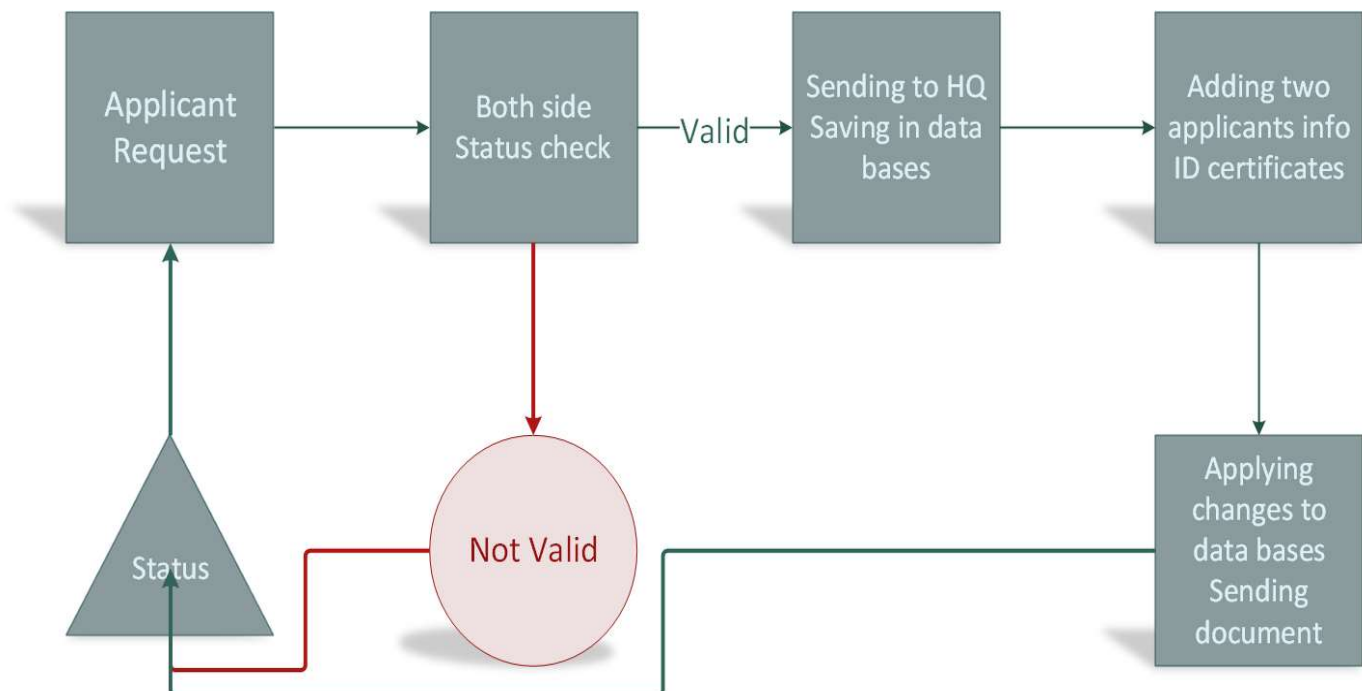 Applicant
Request
Both side
Status check
Valid
Sending to HQ
Saving in data
bases
Adding two
applicants info
ID certificates
Status
Not Valid
Applying
changes to
data bases
Sending
document